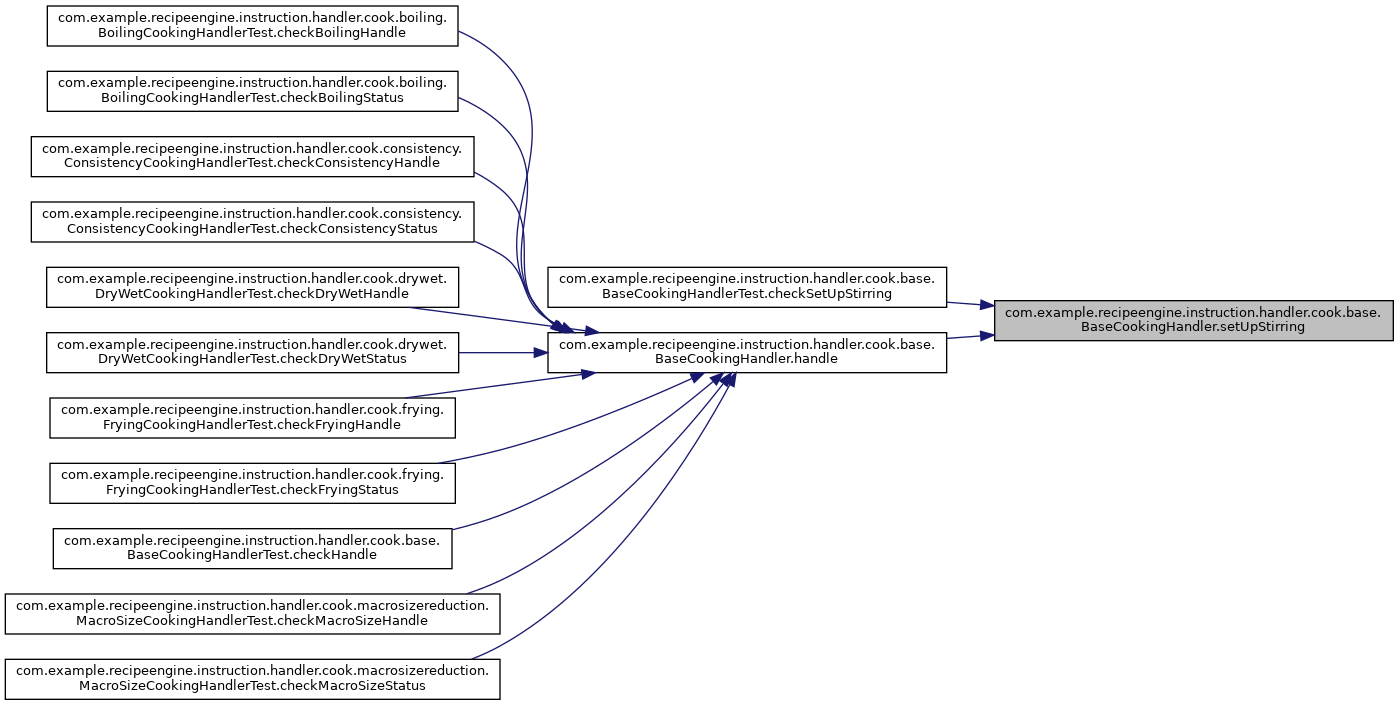 com.example.recipeengine.instruction.handler.cook.boiling.
BoilingCookingHandlerTest.checkBoilingHandle
com.example.recipeengine.instruction.handler.cook.boiling.
BoilingCookingHandlerTest.checkBoilingStatus
com.example.recipeengine.instruction.handler.cook.consistency.
ConsistencyCookingHandlerTest.checkConsistencyHandle
com.example.recipeengine.instruction.handler.cook.consistency.
ConsistencyCookingHandlerTest.checkConsistencyStatus
com.example.recipeengine.instruction.handler.cook.drywet.
DryWetCookingHandlerTest.checkDryWetHandle
com.example.recipeengine.instruction.handler.cook.drywet.
DryWetCookingHandlerTest.checkDryWetStatus
com.example.recipeengine.instruction.handler.cook.frying.
FryingCookingHandlerTest.checkFryingHandle
com.example.recipeengine.instruction.handler.cook.frying.
FryingCookingHandlerTest.checkFryingStatus
com.example.recipeengine.instruction.handler.cook.base.
BaseCookingHandlerTest.checkHandle
com.example.recipeengine.instruction.handler.cook.macrosizereduction.
MacroSizeCookingHandlerTest.checkMacroSizeHandle
com.example.recipeengine.instruction.handler.cook.macrosizereduction.
MacroSizeCookingHandlerTest.checkMacroSizeStatus
com.example.recipeengine.instruction.handler.cook.base.
BaseCookingHandlerTest.checkSetUpStirring
com.example.recipeengine.instruction.handler.cook.base.
BaseCookingHandler.handle
com.example.recipeengine.instruction.handler.cook.base.
BaseCookingHandler.setUpStirring